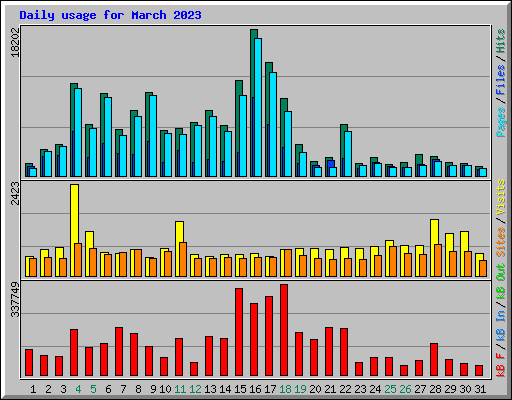 Daily usage for March 2023
18202
Pages / Files / Hits
2423
Sites / Visits
337749
kB F / kB In / kB Out
1 2 3 4 5 6 7 8 9 10 11 12 13 14 15 16 17 18 19 20 21 22 23 24 25 26 27 28 29 30 31